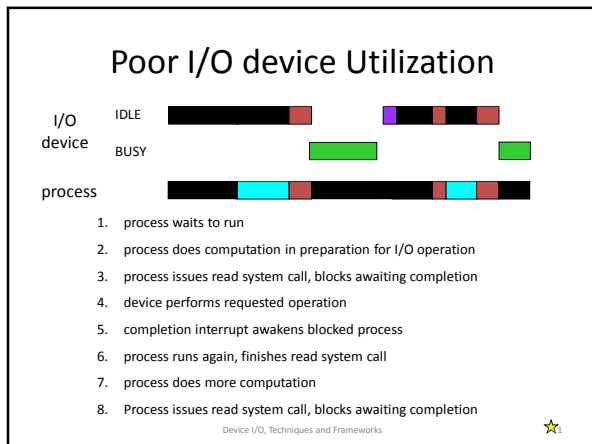 Poor I/O device Utilization
I/O
device
IDLE
BUSY
process
1. process waits to run
2. process does computation in preparation for I/O operation
3. process issues read system call, blocks awaiting completion
4. device performs requested operation
5. completion interrupt awakens blocked process
6. process runs again, finishes read system call
7. process does more computation
8. Process issues read system call, blocks awaiting completion
Device I/O, Techniques and Frameworks
1